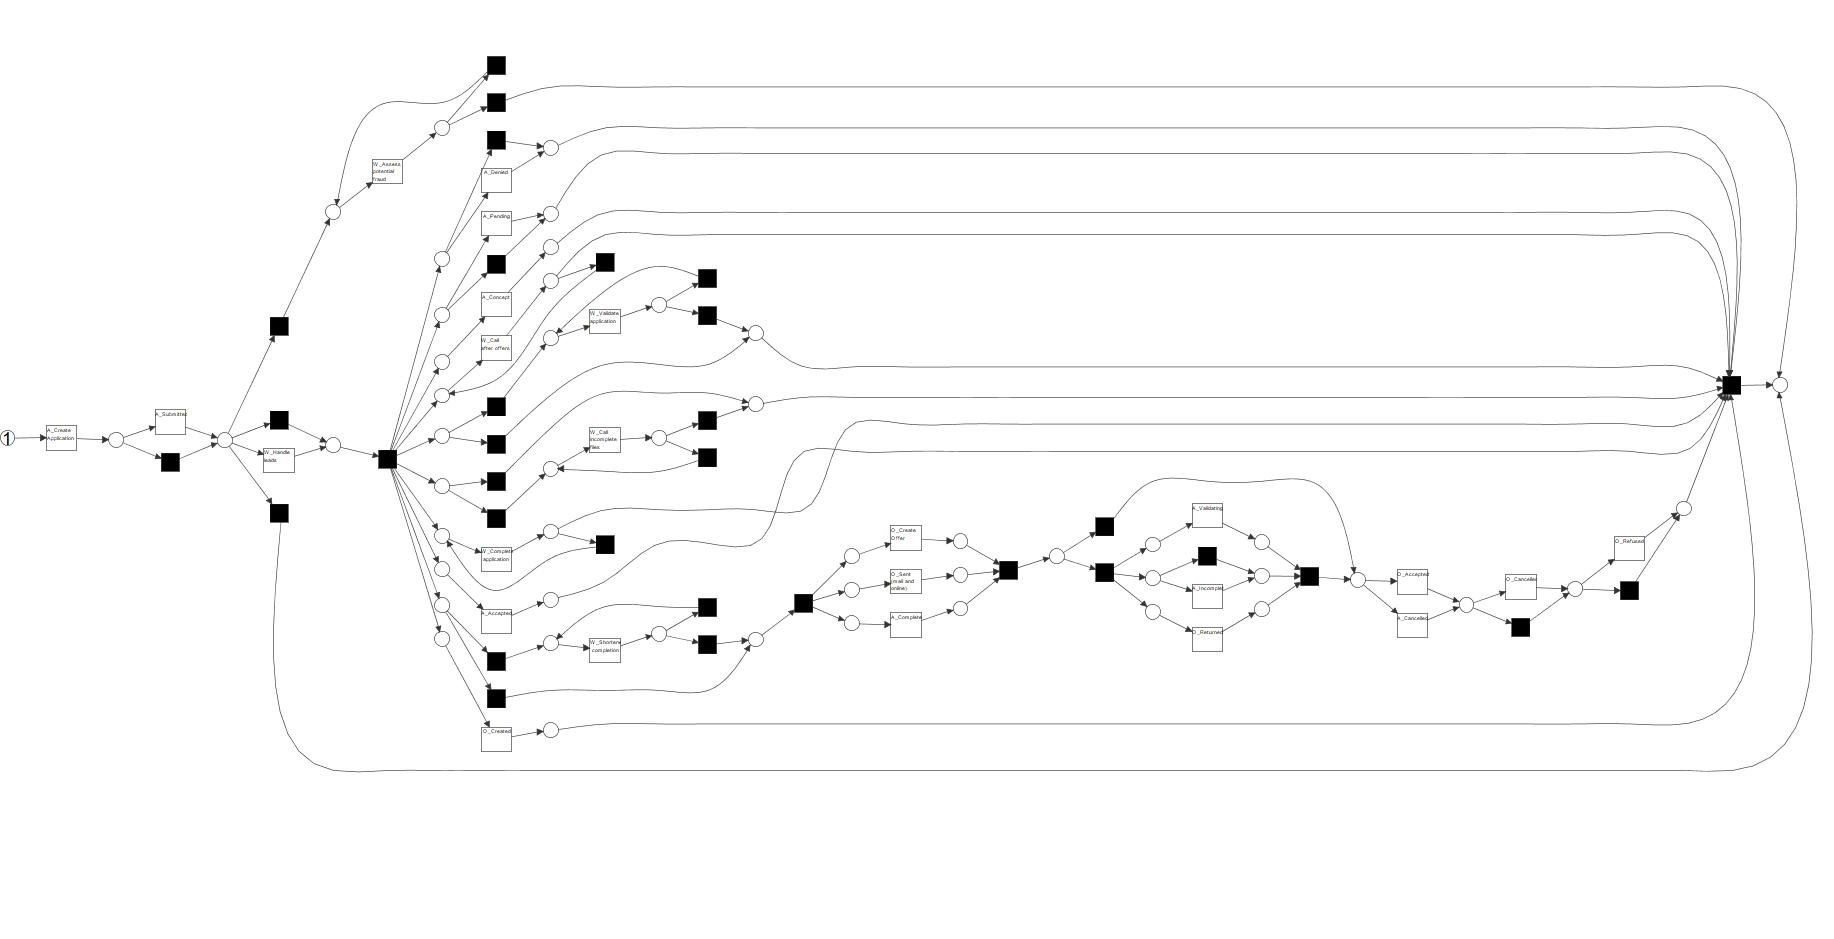 1
A_Create
Application
A_Submitted
W_Handle
leads
W_Assess
potential
fraud
A_Denied
A_Pending
A_Concept
W_Call
after offers
W_Validate
application
W_Call
incomplete
files
W_Complete
application
A_Accepted
W_Shortened
completion
O_Created
O_Create
Offer
O_Sent
(mail and
online)
A_Complete
A_Validating
A_Incomplet
O_Returned
O_Accepted
A_Cancelled
O_Cancelled
O_Refused